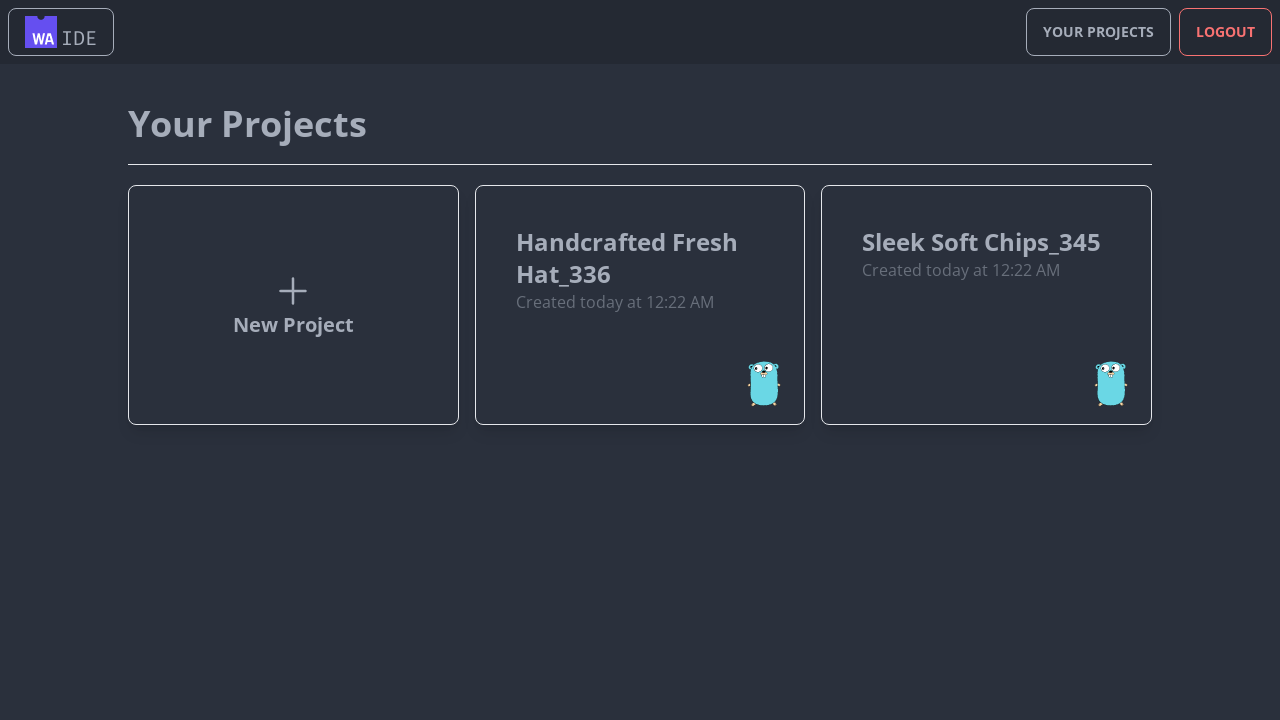 WA IDE
YOUR PROJECTS
LOGOUT
Your Projects
New Project
Handcrafted Fresh
Hat_336
Created today at 12:22 AM
Sleek Soft Chips_345
Created today at 12:22 AM